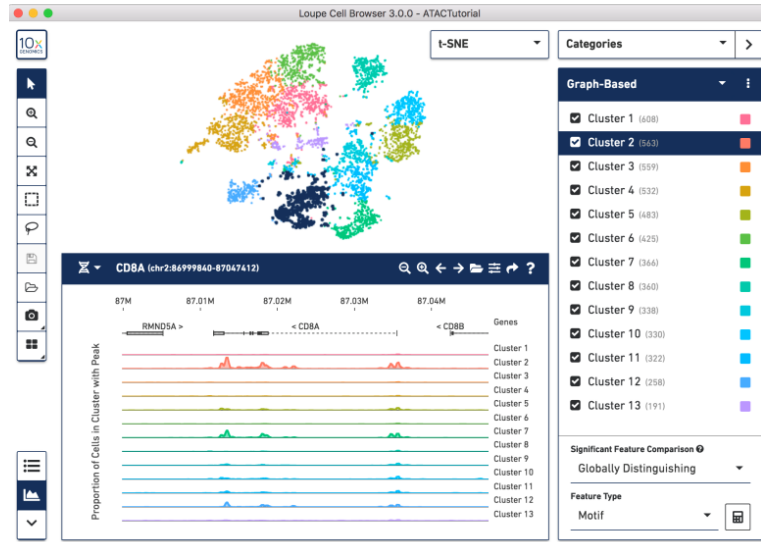 Loupe Cell Browser 3.0.0 - ATACTutorial
10x
GENOMICS
t-SNE
Categories
Graph-Based
Cluster 1 (608)
Cluster 2 (563)
Cluster 3 (559)
Cluster 4 (532)
Cluster 5 (483)
Cluster 6 (425)
Cluster 7 (366)
Cluster 8 (360)
Cluster 9 (338)
Cluster 10 (330)
Cluster 11 (322)
Cluster 12 (258)
Cluster 13 (191)
CD8A (chr2:86999840-87047412)
87M 87.01M 87.02M 87.03M 87.04M
RMND5A > < CD8A < CD8B Genes
Proportion of Cells in Cluster with Peak
Cluster 1
Cluster 2
Cluster 3
Cluster 4
Cluster 5
Cluster 6
Cluster 7
Cluster 8
Cluster 9
Cluster 10
Cluster 11
Cluster 12
Cluster 13
Significant Feature Comparison
Globally Distinguishing
Feature Type
Motif